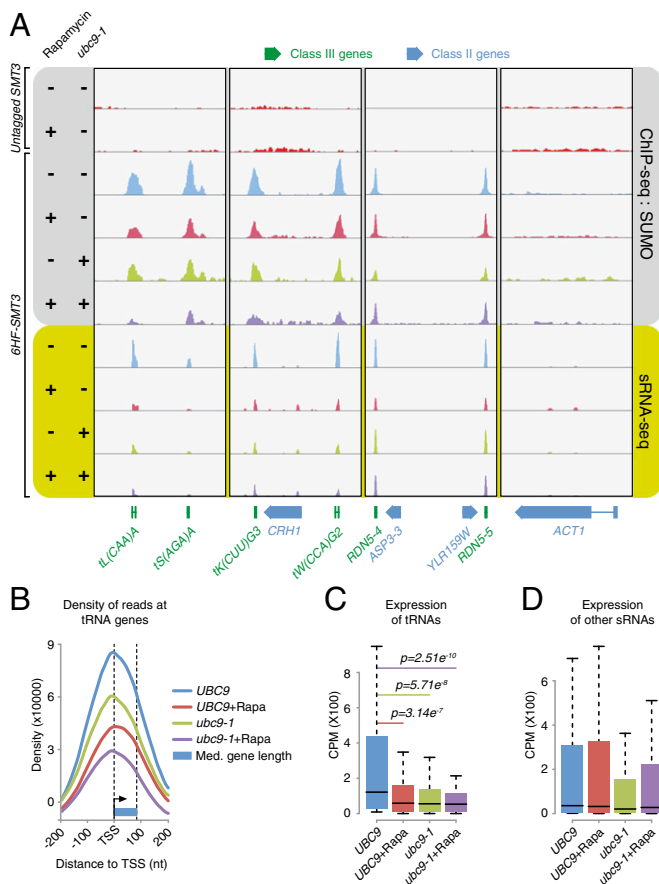 A
Rapamycin
ubc9-1
Class III genes
Class II genes
Untagged SMT3
- -
+ -
6HF-SMT3
- -
+ -
- +
+ +
ChIP-seq : SUMO
- -
+ -
- +
+ +
sRNA-seq
tL(CAA)A
tS(AGA)A
tK(CUU)G3
CRH1
tW(CCA)G2
RDN5-4
ASP3-3
YLR159W
RDN5-5
ACT1
B
Density of reads at
tRNA genes
Density (x10000)
9
6
3
0
-200
-100
TSS
100
200
Distance to TSS (nt)
UBC9
UBC9+Rapa
ubc9-1
ubc9-1+Rapa
Med. gene length
C
Expression
of tRNAs
CPM (X100)
10
8
6
4
2
0
p=2.51e-10
p=5.71e-8
p=3.14e-7
UBC9
UBC9+Rapa
ubc9-1
ubc9-1+Rapa
D
Expression
of other sRNAs
CPM (X100)
6
4
2
0
UBC9
UBC9+Rapa
ubc9-1
ubc9-1+Rapa